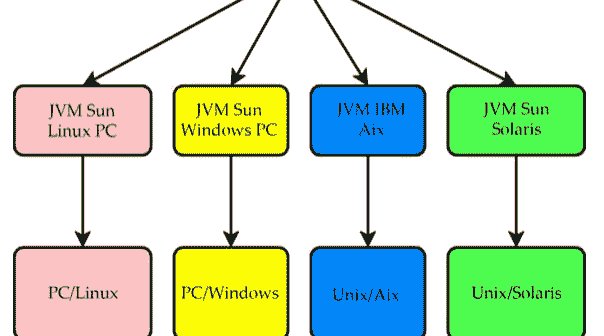 JVM Sun
Linux PC
JVM Sun
Windows PC
JVM IBM
Aix
JVM Sun
Solaris
PC/Linux
PC/Windows
Unix/Aix
Unix/Solaris